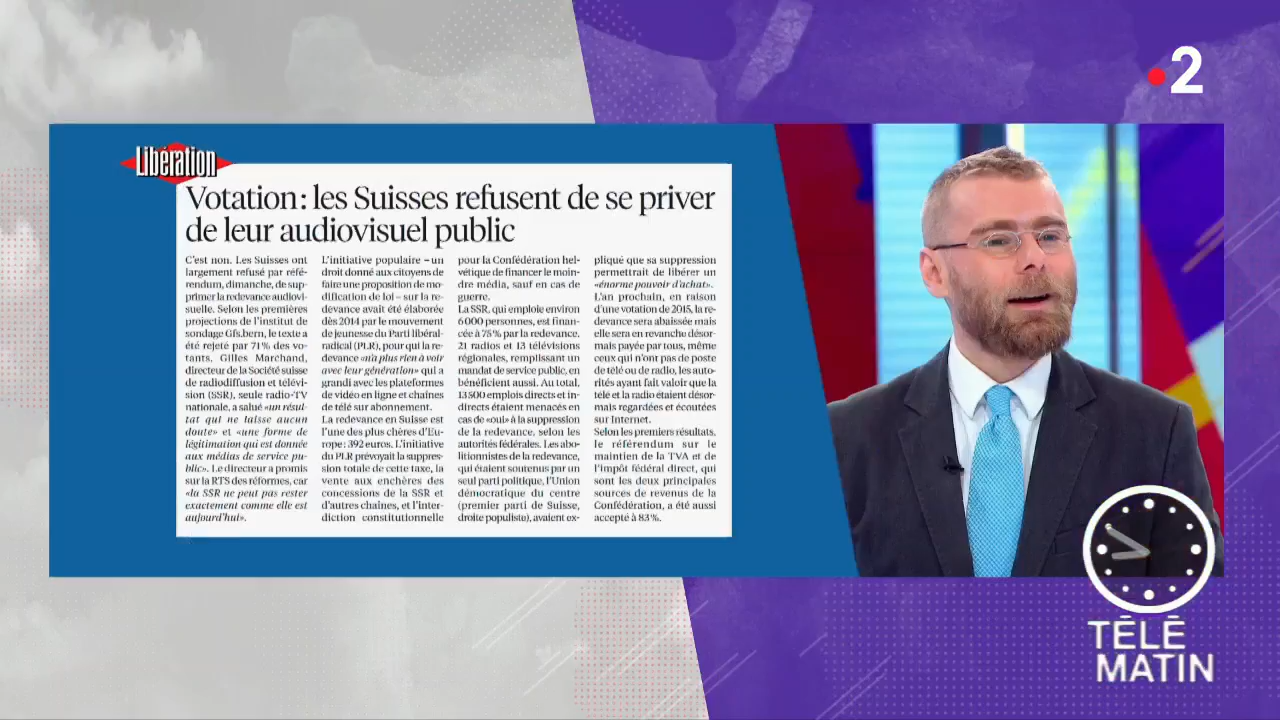 2
Libération
Votation : les Suisses refusent de se priver
de leur audiovisuel public
C'est non. Les Suisses ont
largement refusé par réfé-
rendum, dimanche, de sup-
primer la redevance audiovi-
suelle. Selon les premières
projections de l'institut de
sondage Gfs.bern, le texte a
été rejeté par 71 % des vo-
tants. Gilles Marchand,
directeur de la Société suisse
de radiodiffusion et télévi-
sion (SSR), seule radio-TV
nationale, a salué «un résul-
tat qui ne laisse aucun
doute» et «une forme de
légitimation qui est donnée
aux médias de service pu-
blic». Le directeur a promis
sur la RTS des réformes, car
«la SSR ne peut pas rester
exactement comme elle est
aujourd'hui».
L'initiative populaire – un
droit donné aux citoyens de
faire une proposition de mo-
dification de loi – sur la re-
devance avait été élaborée
dès 2014 par le mouvement
de jeunesse du Parti libéral-
radical (PLR), pour qui la re-
devance «n'a plus rien à voir
avec leur génération» qui a
grandi avec les plateformes
de vidéo en ligne et chaînes
de télé sur abonnement.
La redevance en Suisse est
l'une des plus chères d'Eu-
rope : 392 euros. L'initiative
du PLR prévoyait la suppres-
sion totale de cette taxe, la
vente aux enchères des
concessions de la SSR et
d'autres chaînes, et l'inter-
diction constitutionnelle
pour la Confédération hel-
vétique de financer le moin-
dre média, sauf en cas de
guerre.
La SSR, qui emploie environ
6 000 personnes, est finan-
cée à 75 % par la redevance.
21 radios et 13 télévisions
régionales, remplissant un
mandat de service public, en
bénéficient aussi. Au total,
13 500 emplois directs et in-
directs étaient menacés en
cas de «oui» à la suppression
de la redevance, selon les
autorités fédérales. Les abo-
litionnistes de la redevance,
qui étaient soutenus par un
seul parti politique, l'Union
démocratique du centre
(premier parti de Suisse,
droite populiste), avaient ex-
pliqué que sa suppression
permettrait de libérer un
«énorme pouvoir d'achat».
L'an prochain, en raison
d'une votation de 2015, la re-
devance sera abaissée mais
elle sera en revanche désor-
mais payée par tous, même
ceux qui n'ont pas de poste
de télé ou de radio, les auto-
rités ayant fait valoir que la
télé et la radio étaient désor-
mais regardées et écoutées
sur Internet.
Selon les premiers résultats,
le référendum sur le
maintien de la TVA et de
l'impôt fédéral direct, qui
sont les deux principales
sources de revenus de la
Confédération, a été aussi
accepté à 83 %.
TÉLÉ
MATIN